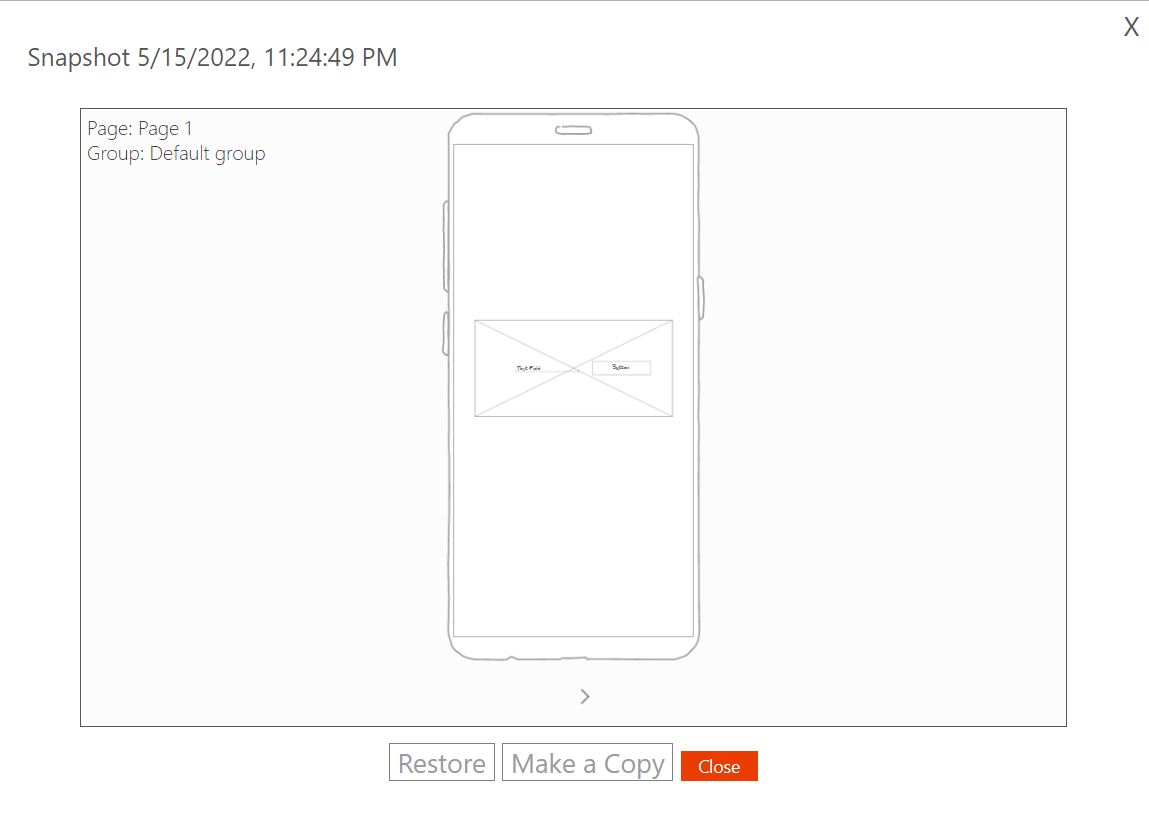 X
Snapshot 5/15/2022, 11:24:49 PM
Page: Page 1
Group: Default group
Text Field
Button
Restore
Make a Copy
Close